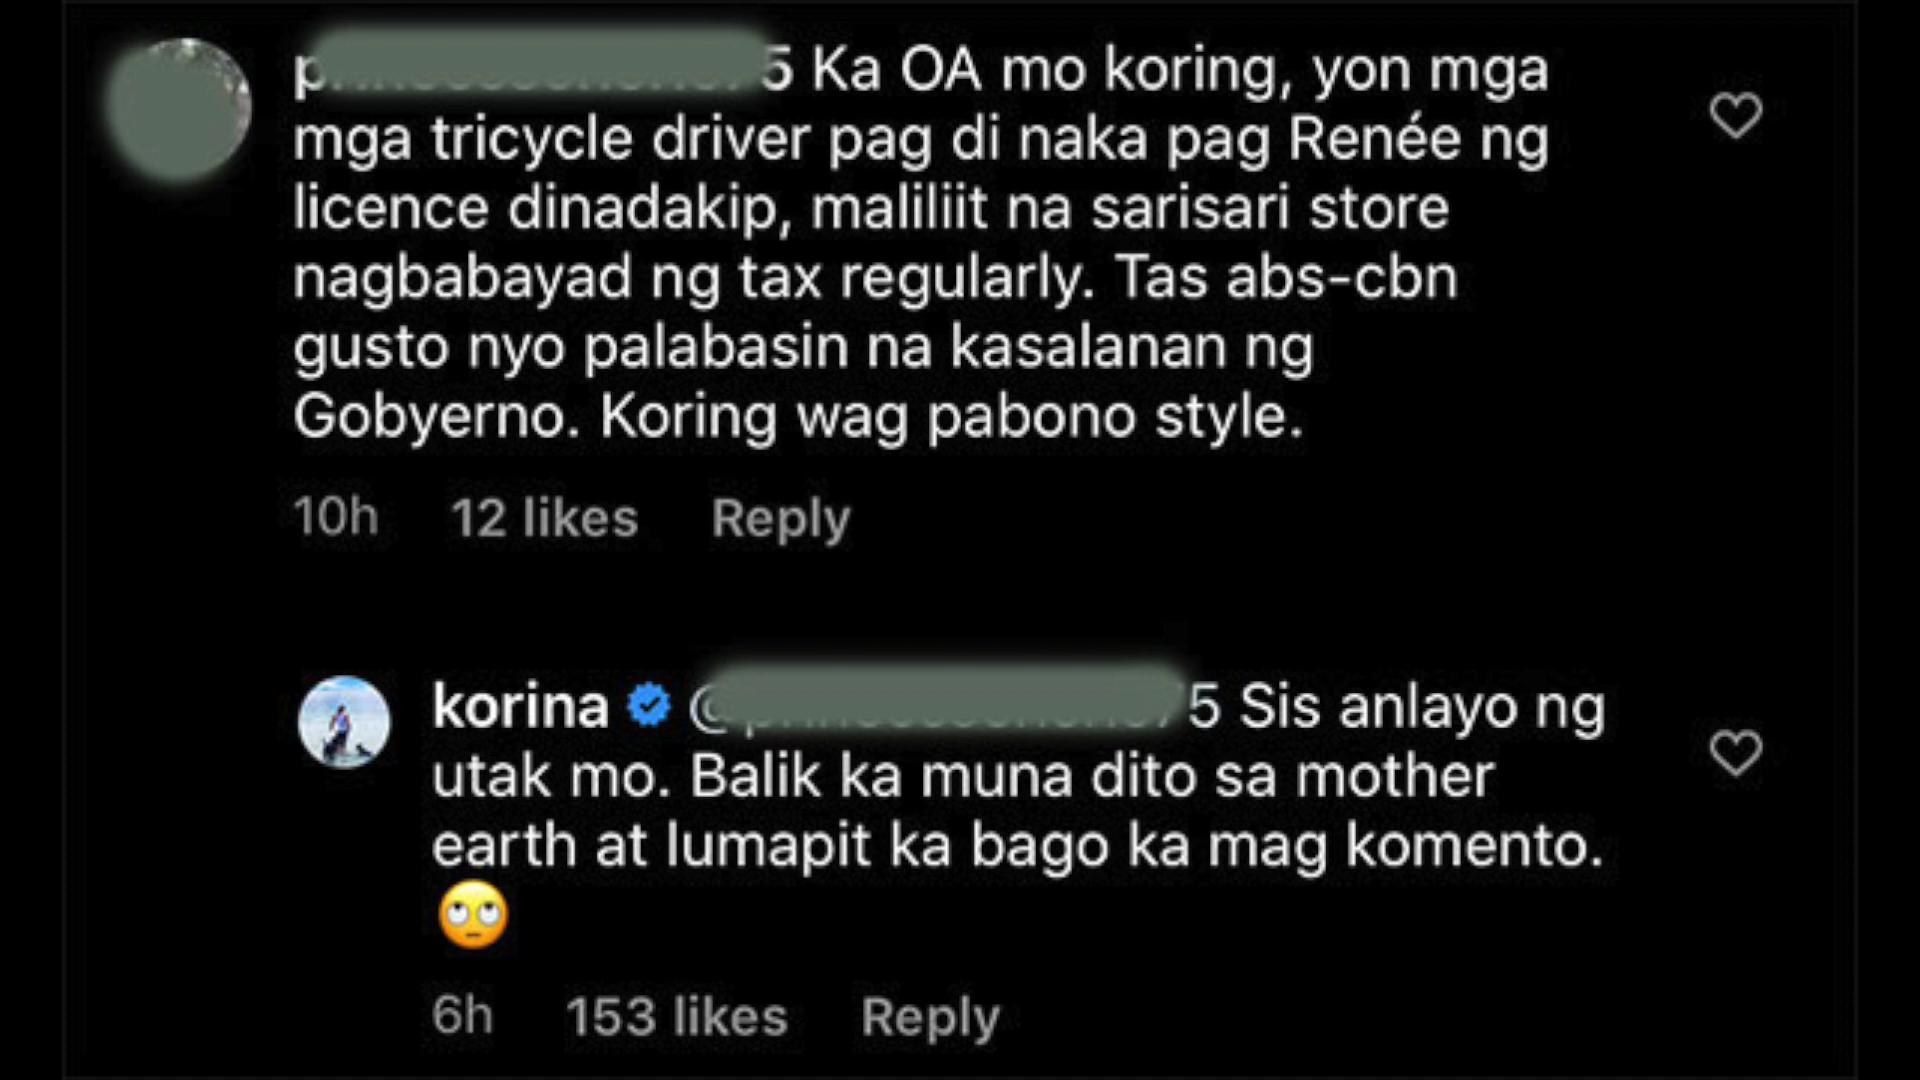 Ka OA mo koring, yon mga
mga tricycle driver pag di naka pag Renée ng
licence dinadakip, maliliit na sarisari store
nagbabayad ng tax regularly. Tas abs-cbn
gusto nyo palabasin na kasalanan ng
Gobyerno. Koring wag pabono style.
10h 12 likes Reply
korina Sis anlayo ng
utak mo. Balik ka muna dito sa mother
earth at lumapit ka bago ka mag komento.
🙄
6h 153 likes Reply